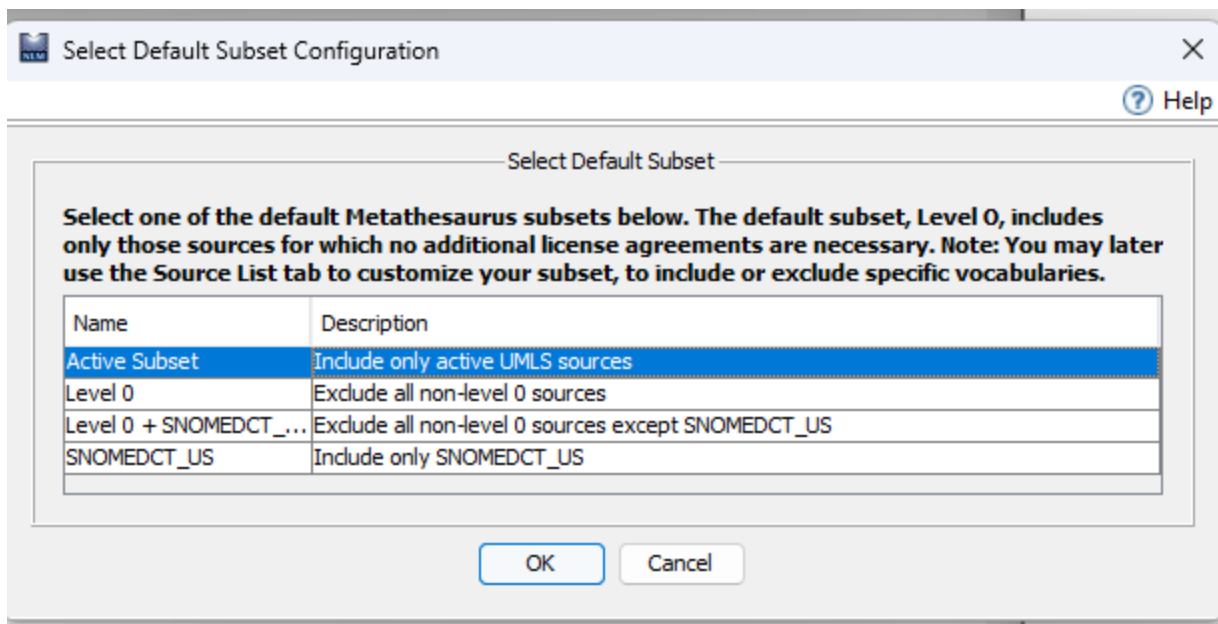 NLM
Select Default Subset Configuration
Help
Select Default Subset
Select one of the default Metathesaurus subsets below. The default subset, Level 0, includes
only those sources for which no additional license agreements are necessary. Note: You may later
use the Source List tab to customize your subset, to include or exclude specific vocabularies.
Name Description
Active Subset Include only active UMLS sources
Level 0 Exclude all non-level 0 sources
Level 0 + SNOMEDCT_... Exclude all non-level 0 sources except SNOMEDCT_US
SNOMEDCT_US Include only SNOMEDCT_US
OK Cancel